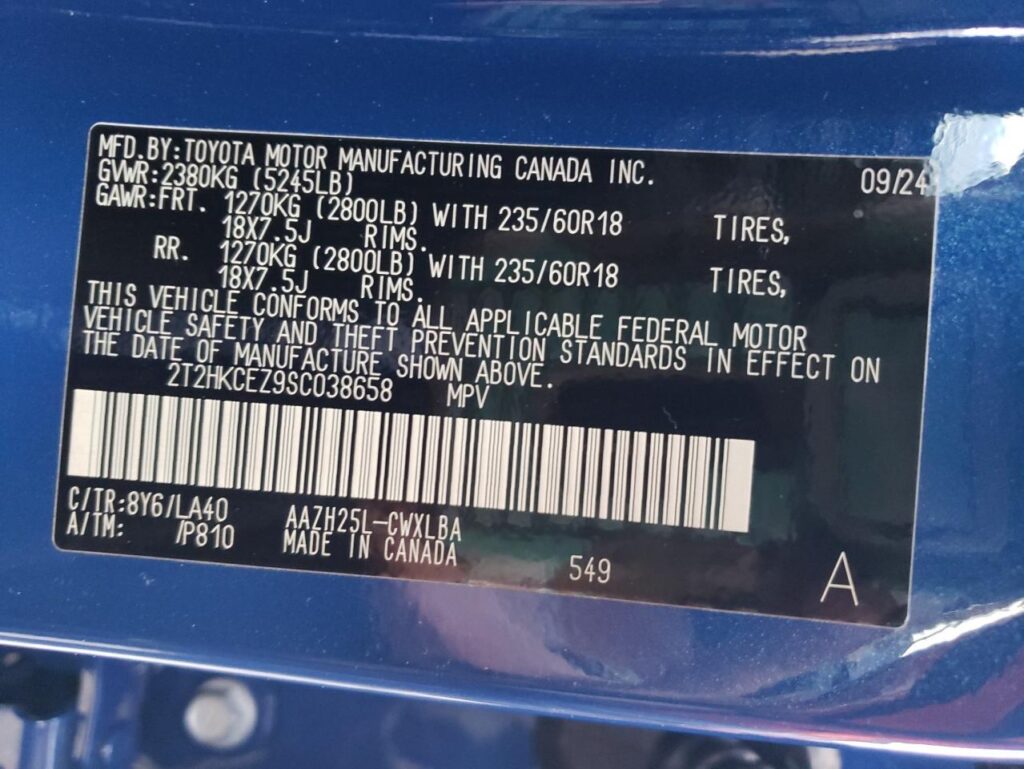 MFD.BY:TOYOTA MOTOR MANUFACTURING CANADA INC. 09/24
GVWR:2380KG (5245LB)
GAWR:FRT. 1270KG (2800LB) WITH 235/60R18 TIRES,
18X7.5J RIMS.
RR. 1270KG (2800LB) WITH 235/60R18 TIRES,
18X7.5J RIMS.
THIS VEHICLE CONFORMS TO ALL APPLICABLE FEDERAL MOTOR
VEHICLE SAFETY AND THEFT PREVENTION STANDARDS IN EFFECT ON
THE DATE OF MANUFACTURE SHOWN ABOVE.
2T2HKCEZ9SC038658 MPV
C/TR:8Y6/LA40 AAZH25L-CWXLBA
A/TM: /P810 MADE IN CANADA 549 A